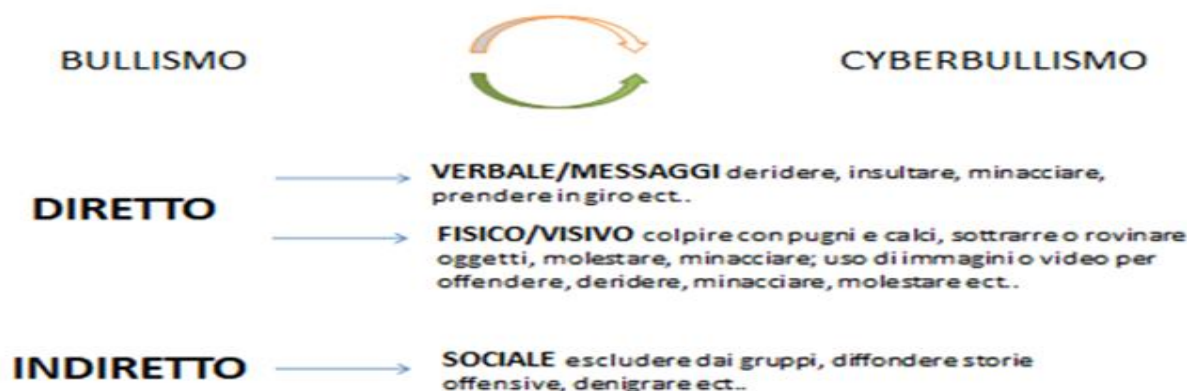 BULLISMO
CYBERBULLISMO
VERBALE/MESSAGGI deridere, insultare, minacciare,
prendere in giro ect..
DIRETTO
FISICO/VISIVO colpire con pugni e calci, sottrarre o rovinare
oggetti, molestare, minacciare; uso di immagini o video per
offendere, deridere, minacciare, molestare ect..
INDIRETTO
SOCIALE escludere dai gruppi, diffondere storie
offensive, denigrare ect..